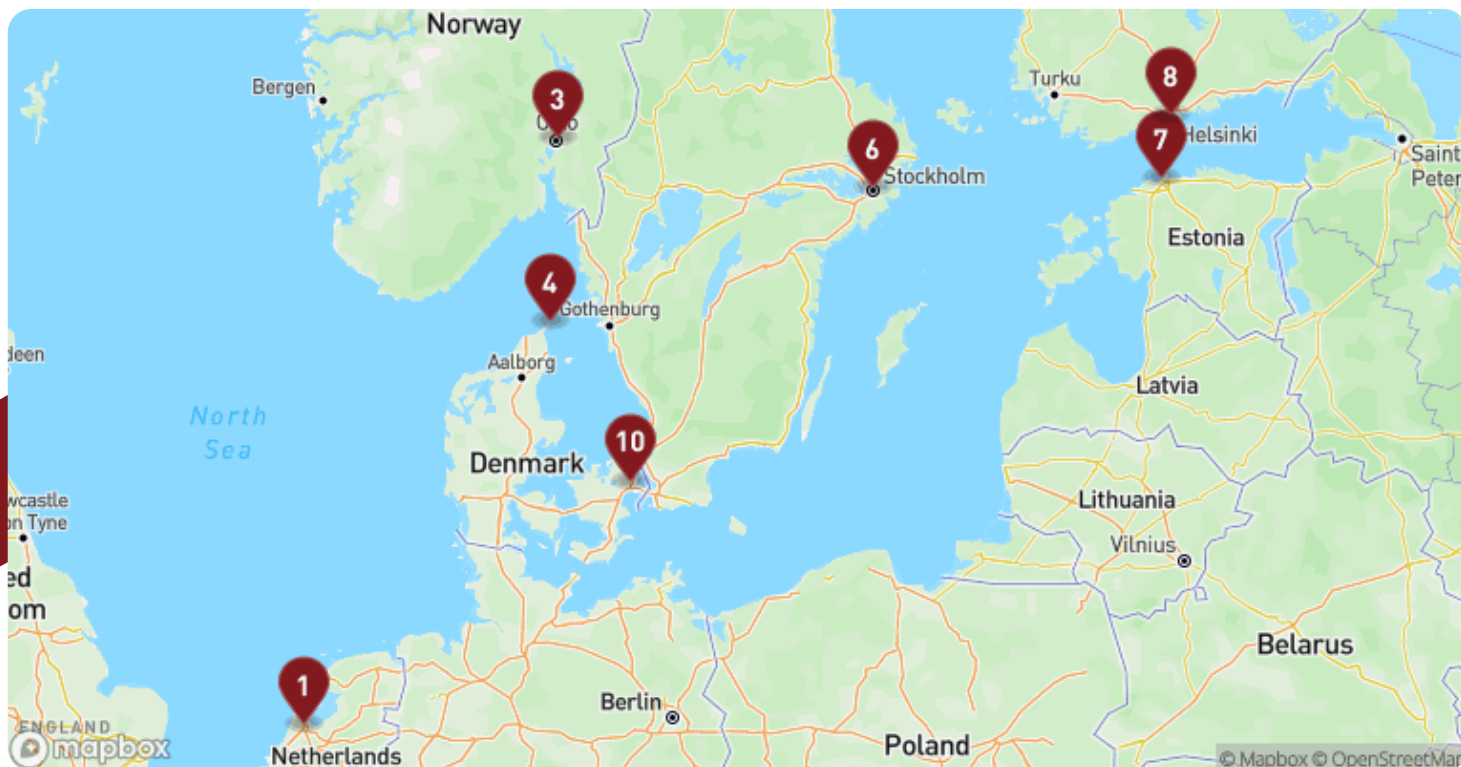 Norway
Bergen
3
Turku
8
Helsinki
7
6
Stockholm
Saint
Peter
Estonia
4
Gothenburg
deen
Aalborg
Latvia
North
Sea
10
Denmark
wcastle
on Tyne
Lithuania
Vilnius
ed
om
Belarus
1
Berlin
ENGLAND
mapbox
Netherlands
Poland
© Mapbox © OpenStreetMap